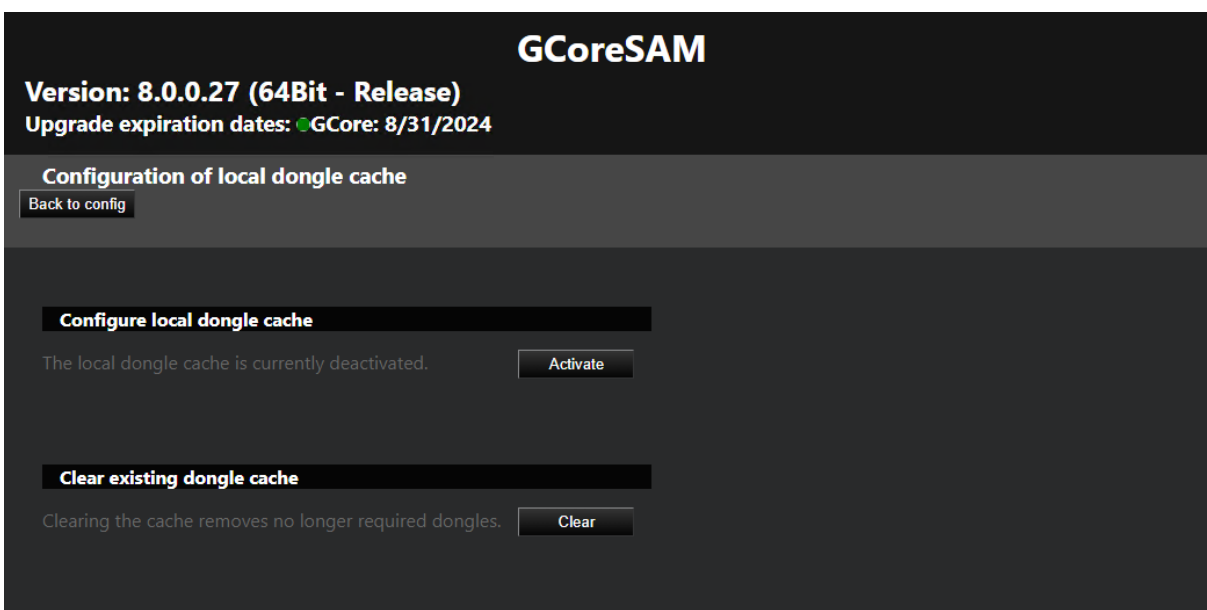 GCoreSAM
Version: 8.0.0.27 (64Bit - Release)
Upgrade expiration dates: GCore: 8/31/2024
Configuration of local dongle cache
Back to config
Configure local dongle cache
The local dongle cache is currently deactivated. Activate
Clear existing dongle cache
Clearing the cache removes no longer required dongles. Clear